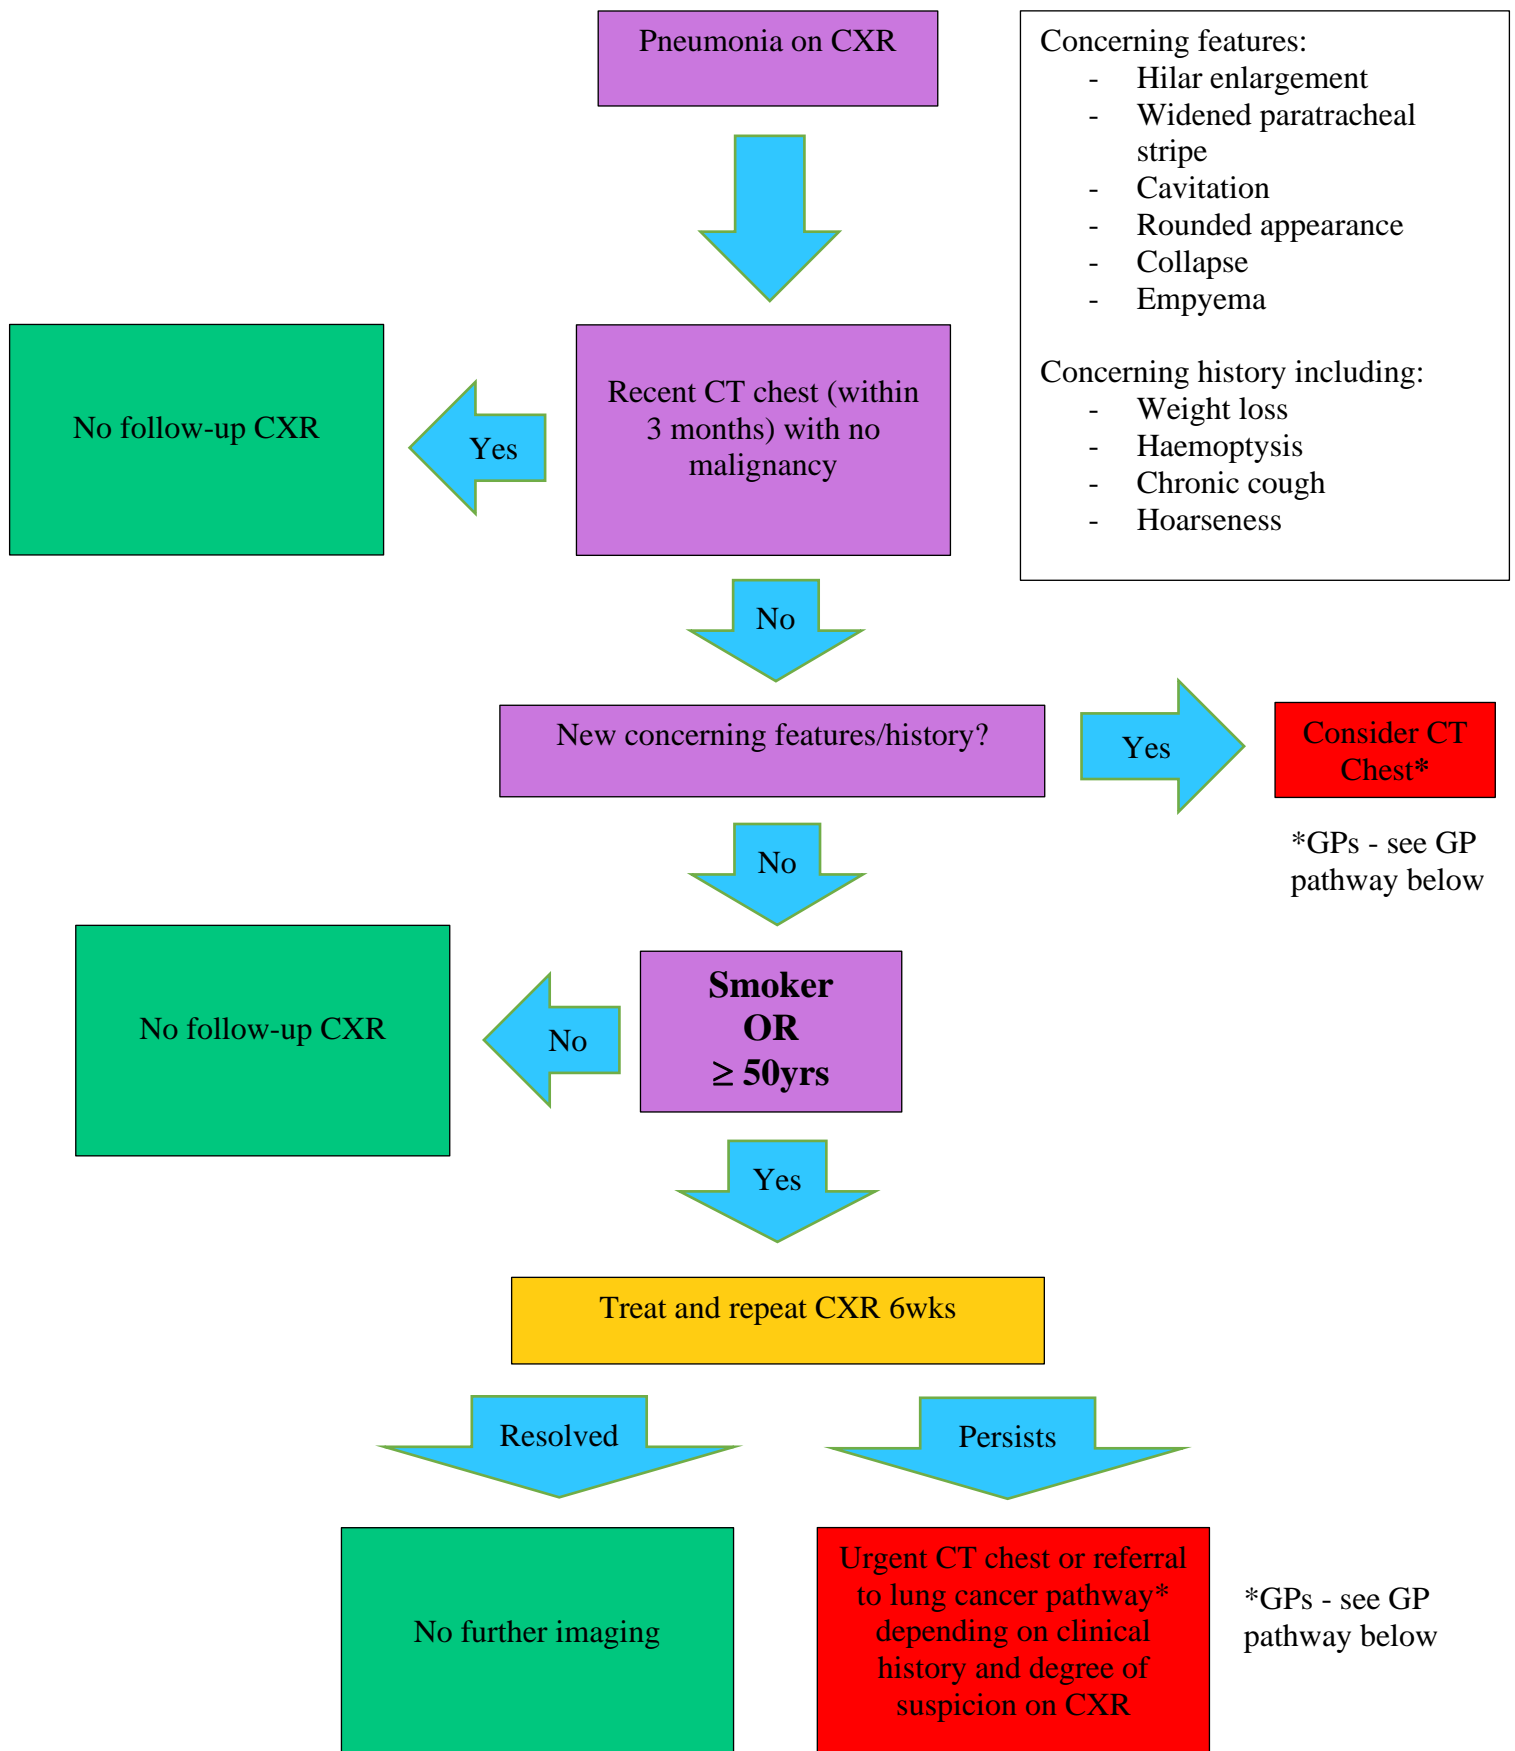 Pneumonia on CXR
Concerning features:
- Hilar enlargement
- Widened paratracheal
stripe
- Cavitation
- Rounded appearance
- Collapse
- Empyema
Concerning history including:
- Weight loss
- Haemoptysis
- Chronic cough
- Hoarseness
Recent CT chest (within
3 months) with no
malignancy
Yes
No follow-up CXR
No
New concerning features/history?
Yes
Consider CT
Chest*
*GPs - see GP
pathway below
No
Smoker
OR
≥ 50yrs
No
No follow-up CXR
Yes
Treat and repeat CXR 6wks
Resolved
Persists
No further imaging
Urgent CT chest or referral
to lung cancer pathway*
depending on clinical
history and degree of
suspicion on CXR
*GPs - see GP
pathway below